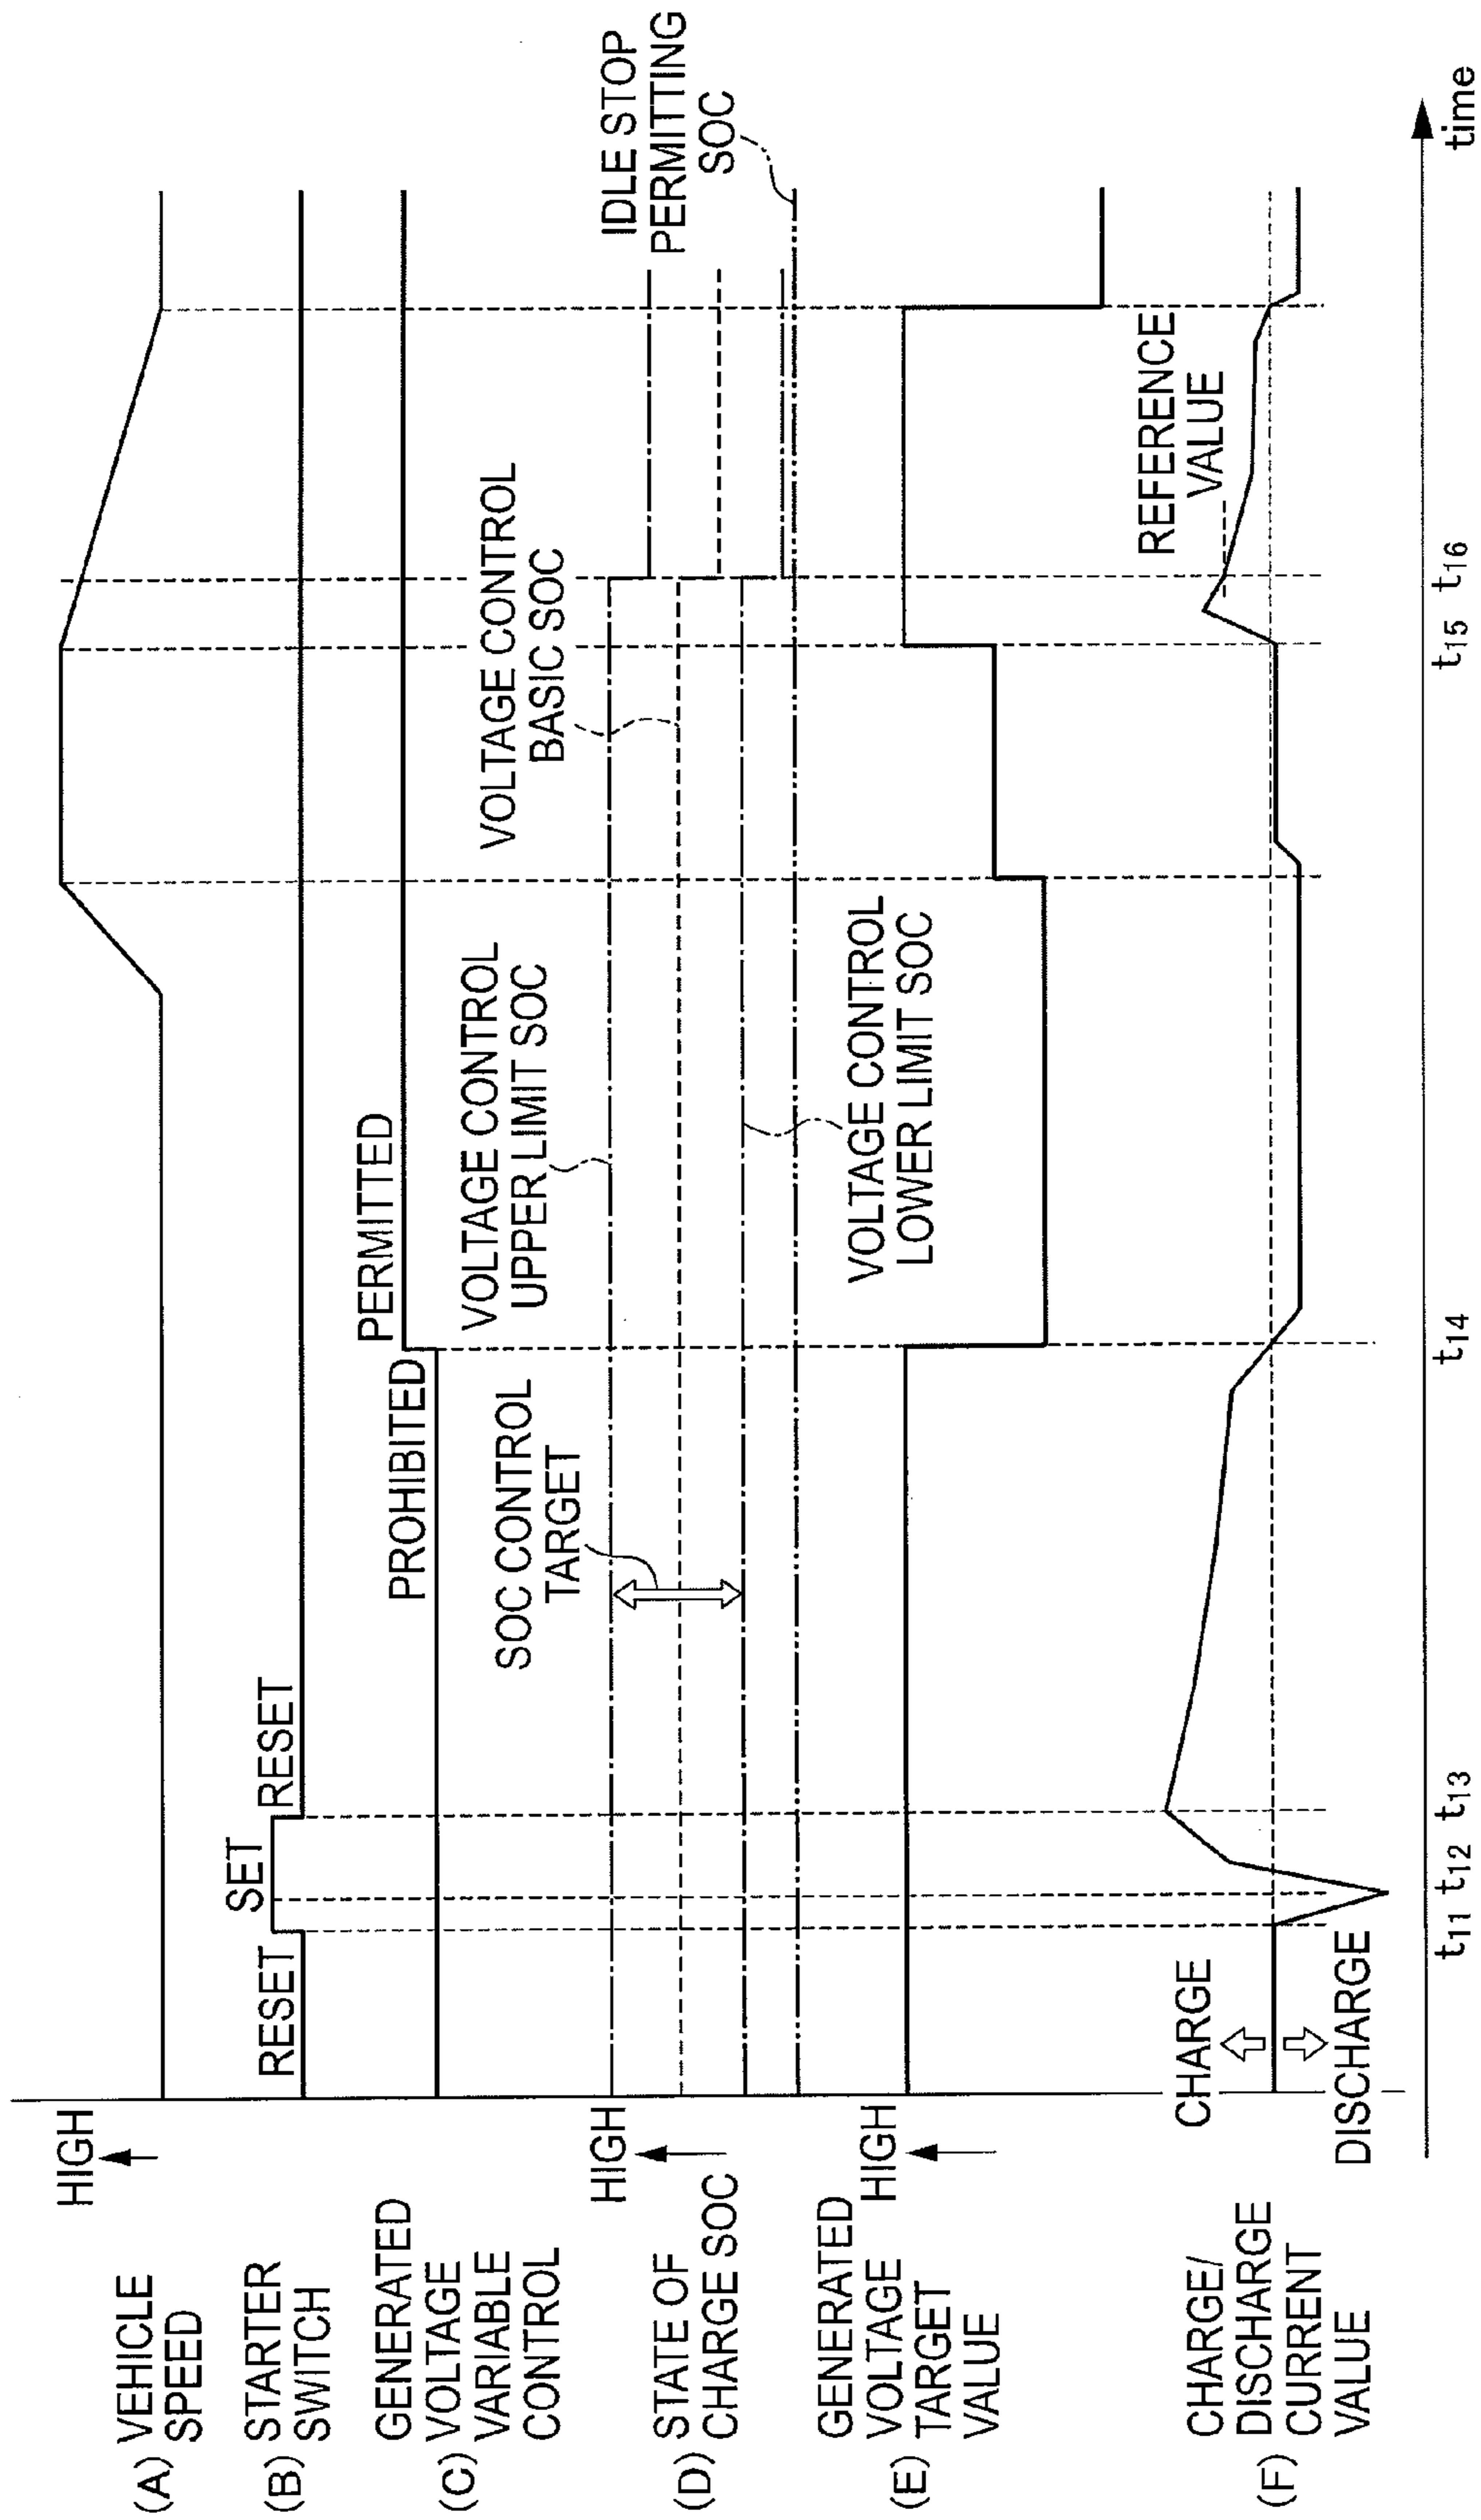 (A) VEHICLE
SPEED
HIGH
(B) STARTER
SWITCH
RESET
SET
RESET
GENERATED
VOLTAGE
(C) VARIABLE
CONTROL
PROHIBITED
PERMITTED
(D) STATE OF
CHARGE SOC
HIGH
SOC CONTROL
TARGET
VOLTAGE CONTROL
UPPER LIMIT SOC
VOLTAGE CONTROL
BASIC SOC
VOLTAGE CONTROL
LOWER LIMIT SOC
IDLE STOP
PERMITTING
SOC
GENERATED
VOLTAGE
(E) TARGET
VALUE
HIGH
CHARGE/
DISCHARGE
(F) CURRENT
VALUE
CHARGE
DISCHARGE
REFERENCE
VALUE
t11 t12 t13 t14 t15 t16
time